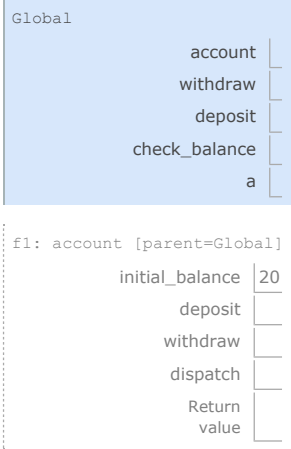 Global
account
withdraw
deposit
check_balance
a
f1: account [parent=Global]
initial_balance 20
deposit
withdraw
dispatch
Return
value